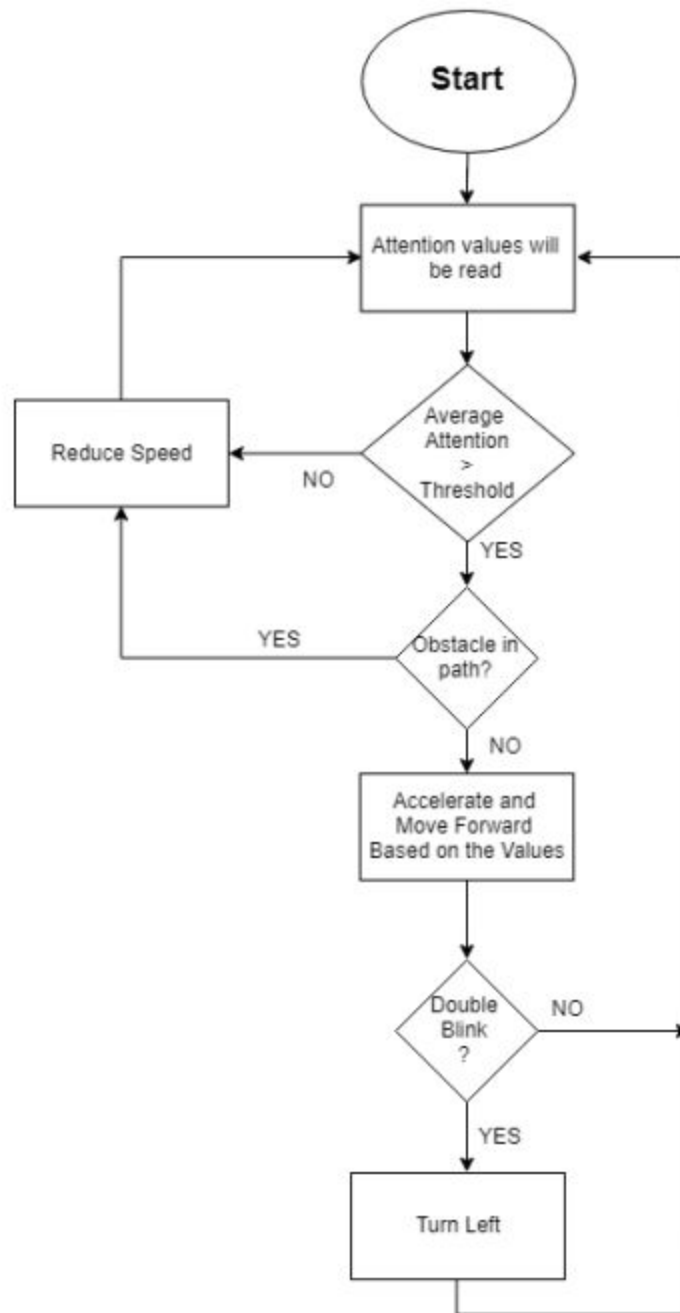 Start
Attention values will
be read
Average
Attention
>
Threshold
Reduce Speed
NO
YES
Obstacle in
path?
YES
NO
Accelerate and
Move Forward
Based on the Values
Double
Blink
?
NO
YES
Turn Left